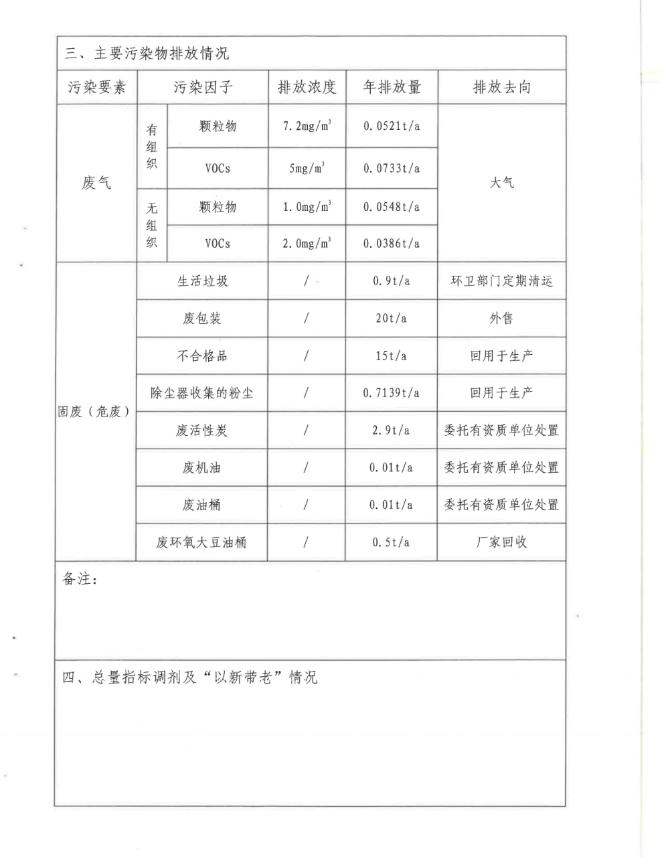 三、主要污染物排放情况
污染要素 污染因子 排放浓度 年排放量 排放去向
废气 有组织 颗粒物 7.2mg/m³ 0.0521t/a 大气
VOCs 5mg/m³ 0.0733t/a
无组织 颗粒物 1.0mg/m³ 0.0548t/a
VOCs 2.0mg/m³ 0.0386t/a
固废（危废） 生活垃圾 / 0.9t/a 环卫部门定期清运
废包装 / 20t/a 外售
不合格品 / 15t/a 回用于生产
除尘器收集的粉尘 / 0.7139t/a 回用于生产
废活性炭 / 2.9t/a 委托有资质单位处置
废机油 / 0.01t/a 委托有资质单位处置
废油桶 / 0.01t/a 委托有资质单位处置
废环氧大豆油桶 / 0.5t/a 厂家回收
备注：
四、总量指标调剂及“以新带老”情况